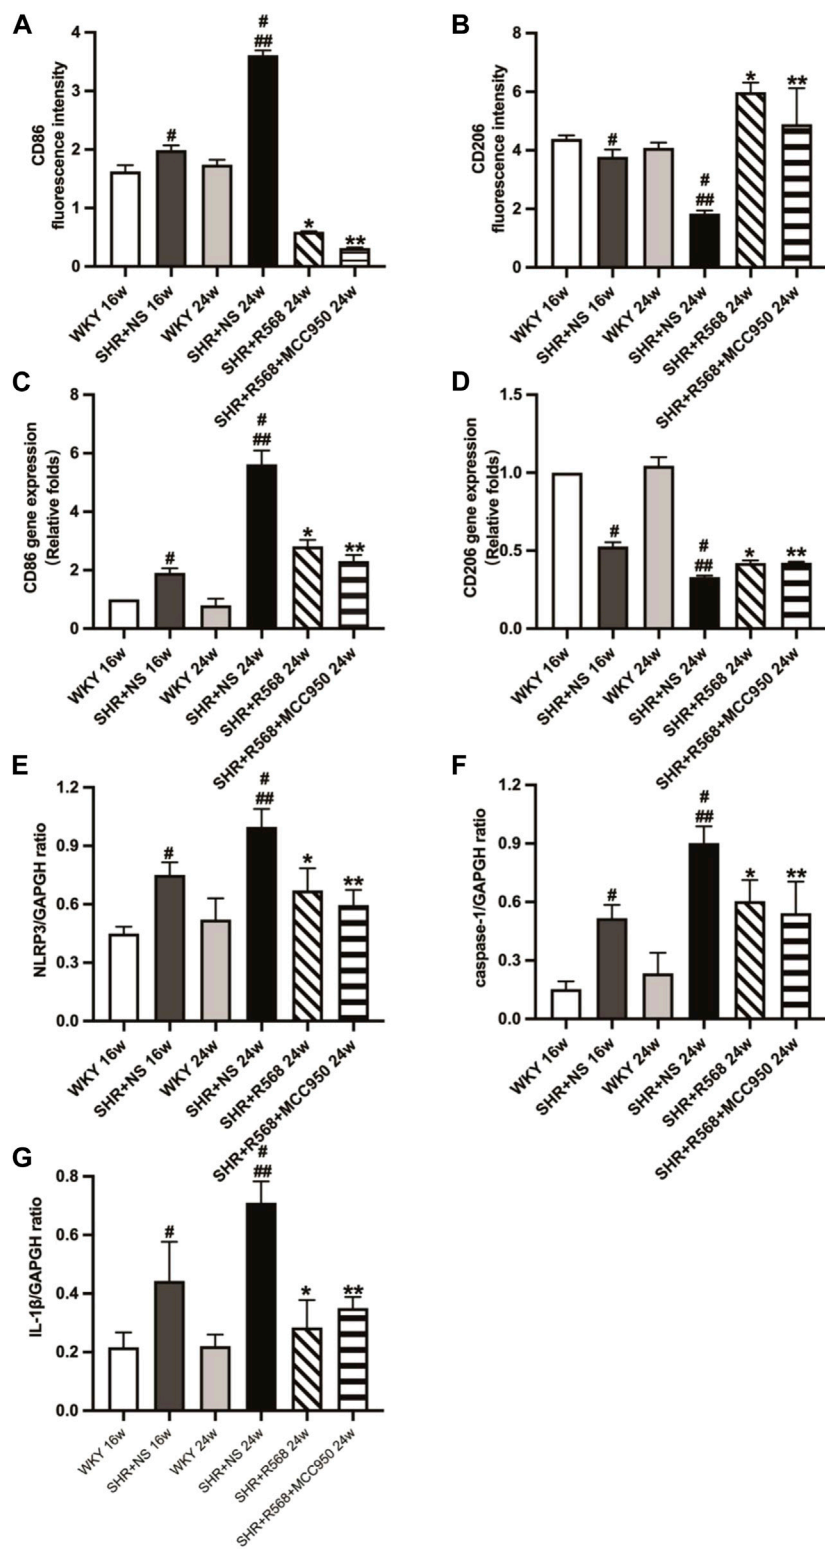 A
CD86
fluorescence intensity
4
3
2
1
0
#
#
##
*
**
WKY 16w
SHR+NS 16w
WKY 24w
SHR+NS 24w
SHR+R568 24w
SHR+R568+MCC950 24w
B
CD206
fluorescence intensity
8
6
4
2
0
#
#
##
*
**
WKY 16w
SHR+NS 16w
WKY 24w
SHR+NS 24w
SHR+R568 24w
SHR+R568+MCC950 24w
C
CD86 gene expression
(Relative folds)
8
6
4
2
0
#
#
##
*
**
WKY 16w
SHR+NS 16w
WKY 24w
SHR+NS 24w
SHR+R568 24w
SHR+R568+MCC950 24w
D
CD206 gene expression
(Relative folds)
1.5
1.0
0.5
0.0
#
#
##
*
**
WKY 16w
SHR+NS 16w
WKY 24w
SHR+NS 24w
SHR+R568 24w
SHR+R568+MCC950 24w
E
NLRP3/GAPGH ratio
1.2
0.9
0.6
0.3
0.0
#
#
##
*
**
WKY 16w
SHR+NS 16w
WKY 24w
SHR+NS 24w
SHR+R568 24w
SHR+R568+MCC950 24w
F
caspase-1/GAPGH ratio
1.2
0.9
0.6
0.3
0.0
#
#
##
*
**
WKY 16w
SHR+NS 16w
WKY 24w
SHR+NS 24w
SHR+R568 24w
SHR+R568+MCC950 24w
G
IL-1β/GAPGH ratio
0.8
0.6
0.4
0.2
0.0
#
#
##
*
**
WKY 16w
SHR+NS 16w
WKY 24w
SHR+NS 24w
SHR+R568 24w
SHR+R568+MCC950 24w